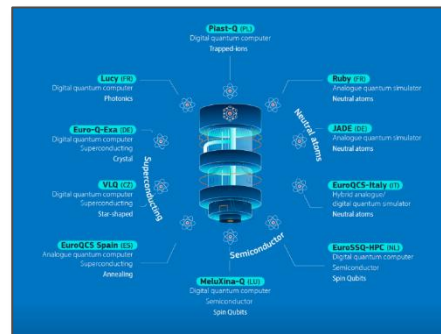 Piast-Q (PL)
Digital quantum computer
Trapped-ions
Lucy (FR)
Digital quantum computer
Photonics
Ruby (FR)
Analogue quantum simulator
Neutral atoms
Euro-Q-Exa (DE)
Digital quantum computer
Superconducting
Crystal
JADE (DE)
Analogue quantum simulator
Neutral atoms
VLQ (CZ)
Digital quantum computer
Superconducting
Star-shaped
EuroQCS-Italy (IT)
Hybrid analogue/
digital quantum simulator
Neutral atoms
EuroQCS Spain (ES)
Analogue quantum computer
Superconducting
Annealing
EuroSSQ-HPC (NL)
Digital quantum computer
Semiconductor
Spin Qubits
MeluXina-Q (LU)
Digital quantum computer
Semiconductor
Spin Qubits
Superconducting
Neutral atoms
Semiconductor